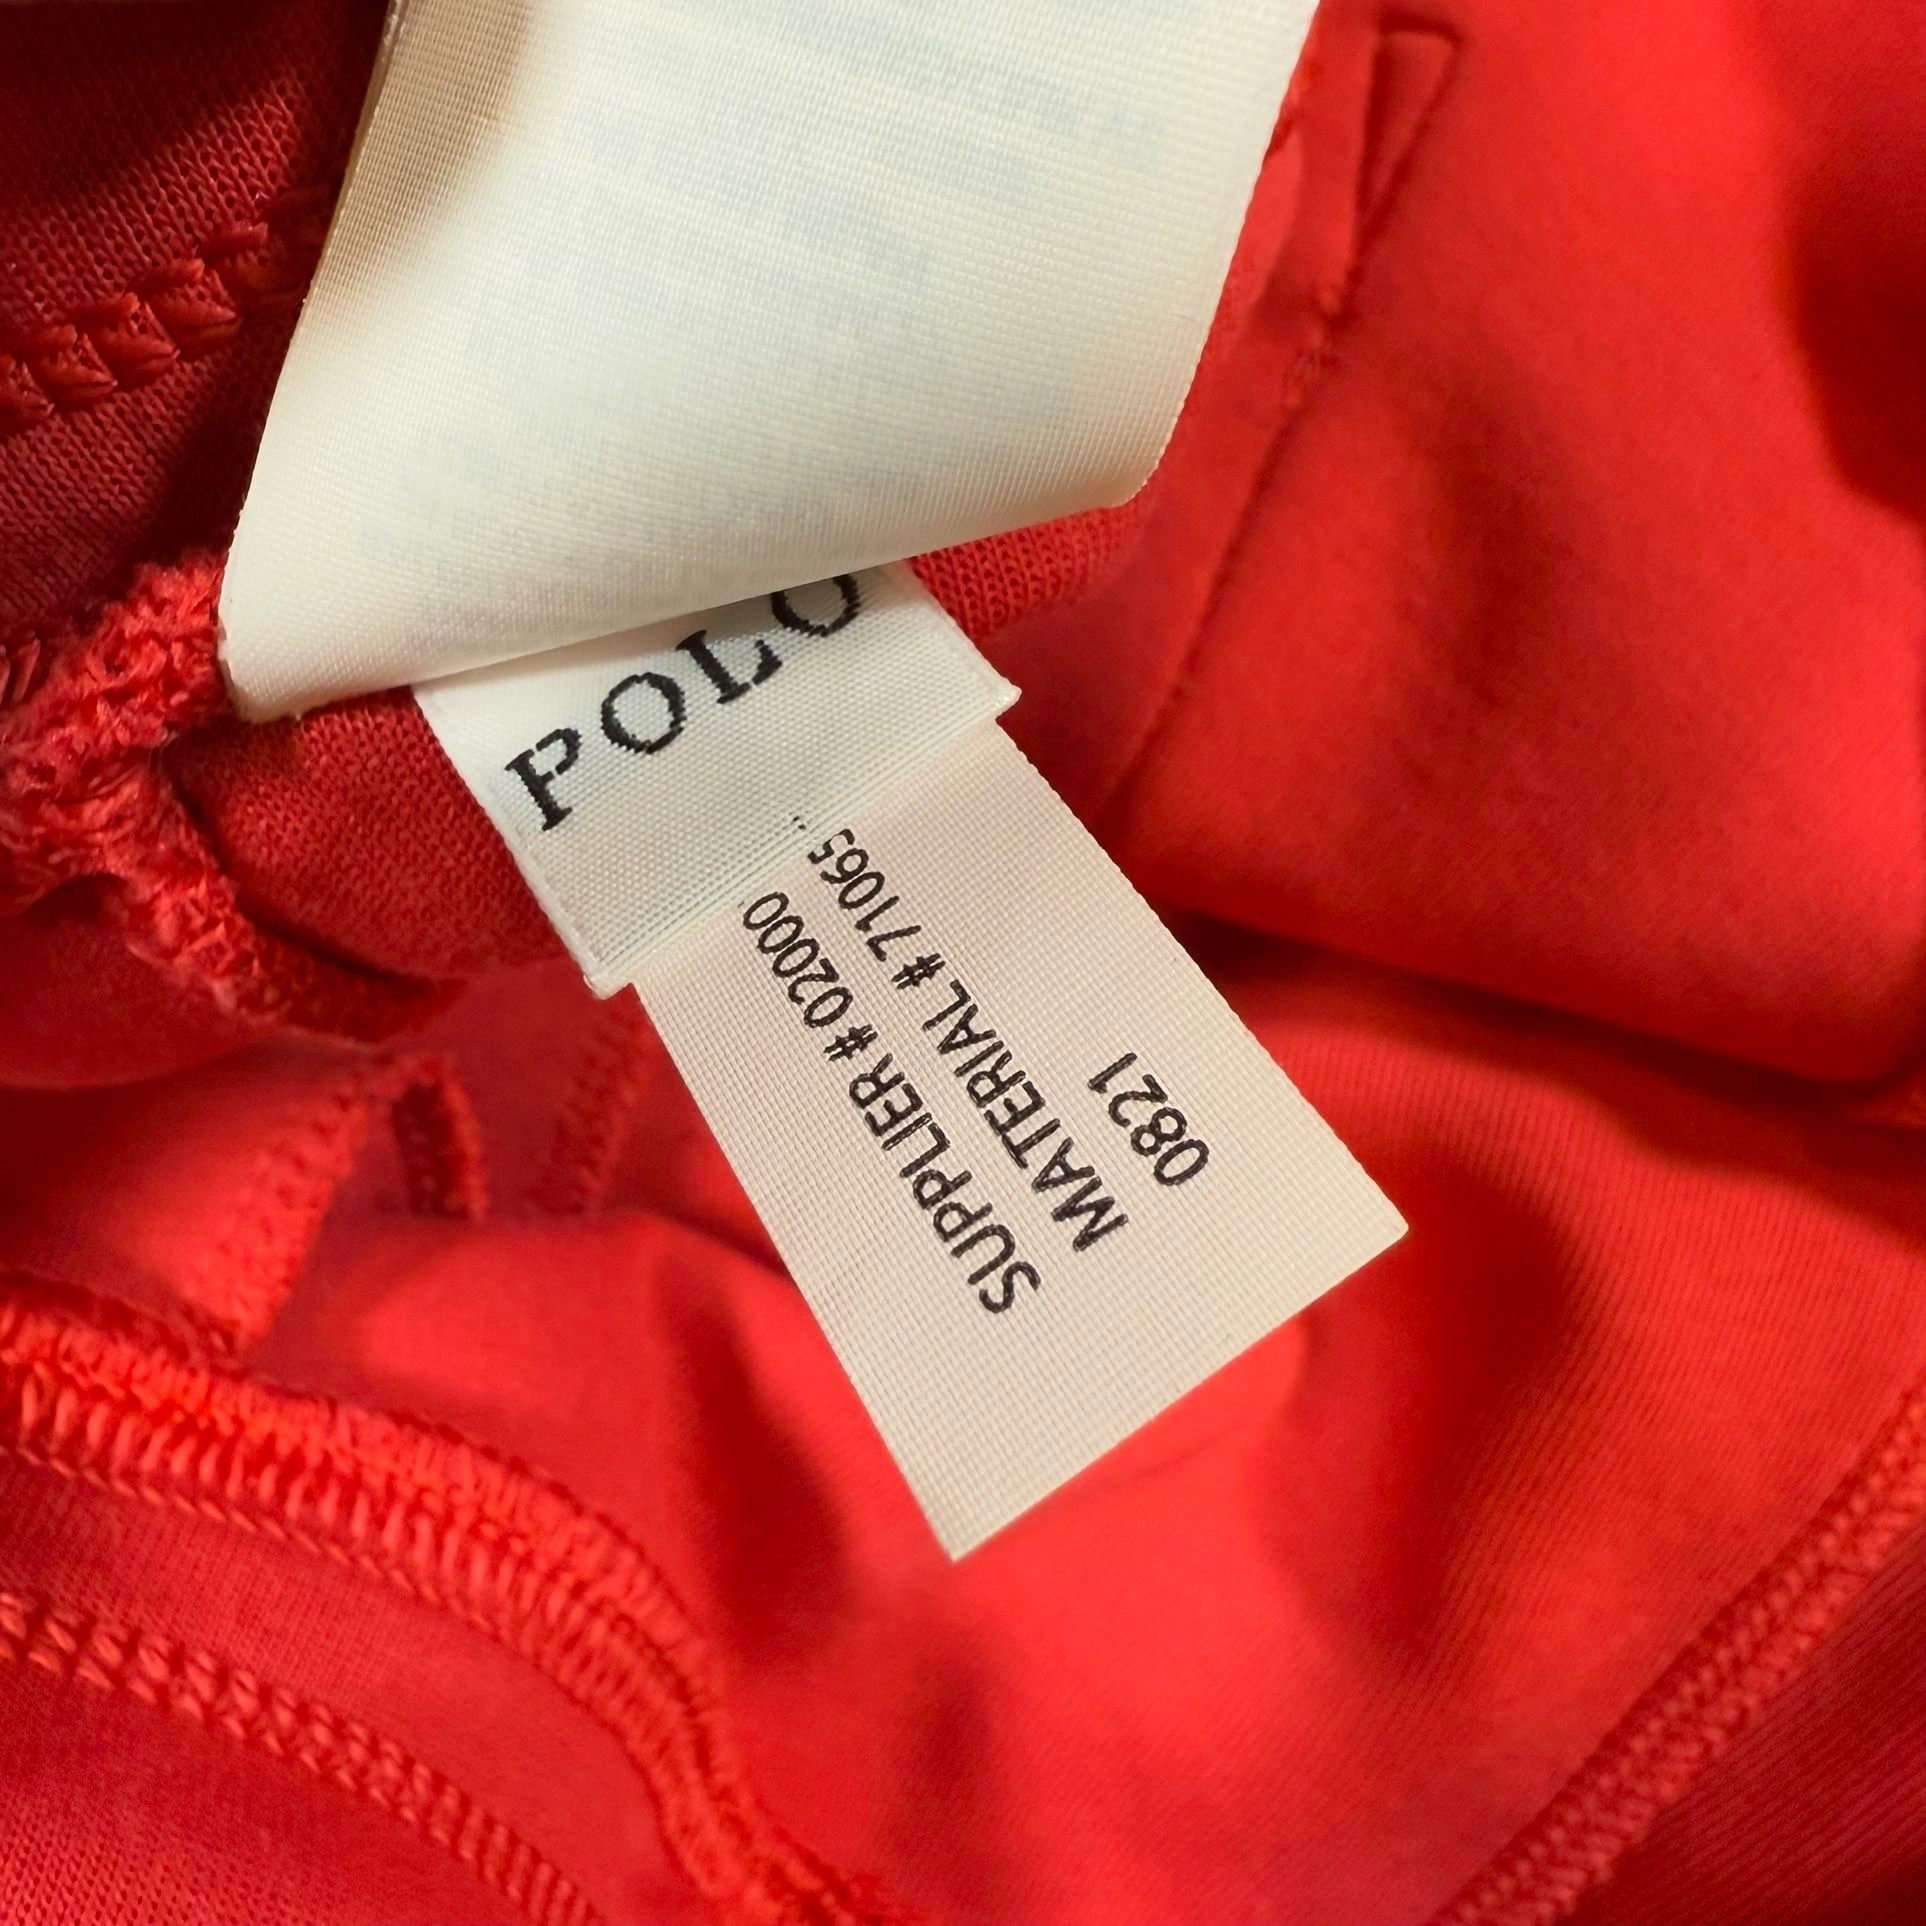 POLO
SUPPLIER # 02000
MATERIAL # 71065
0821